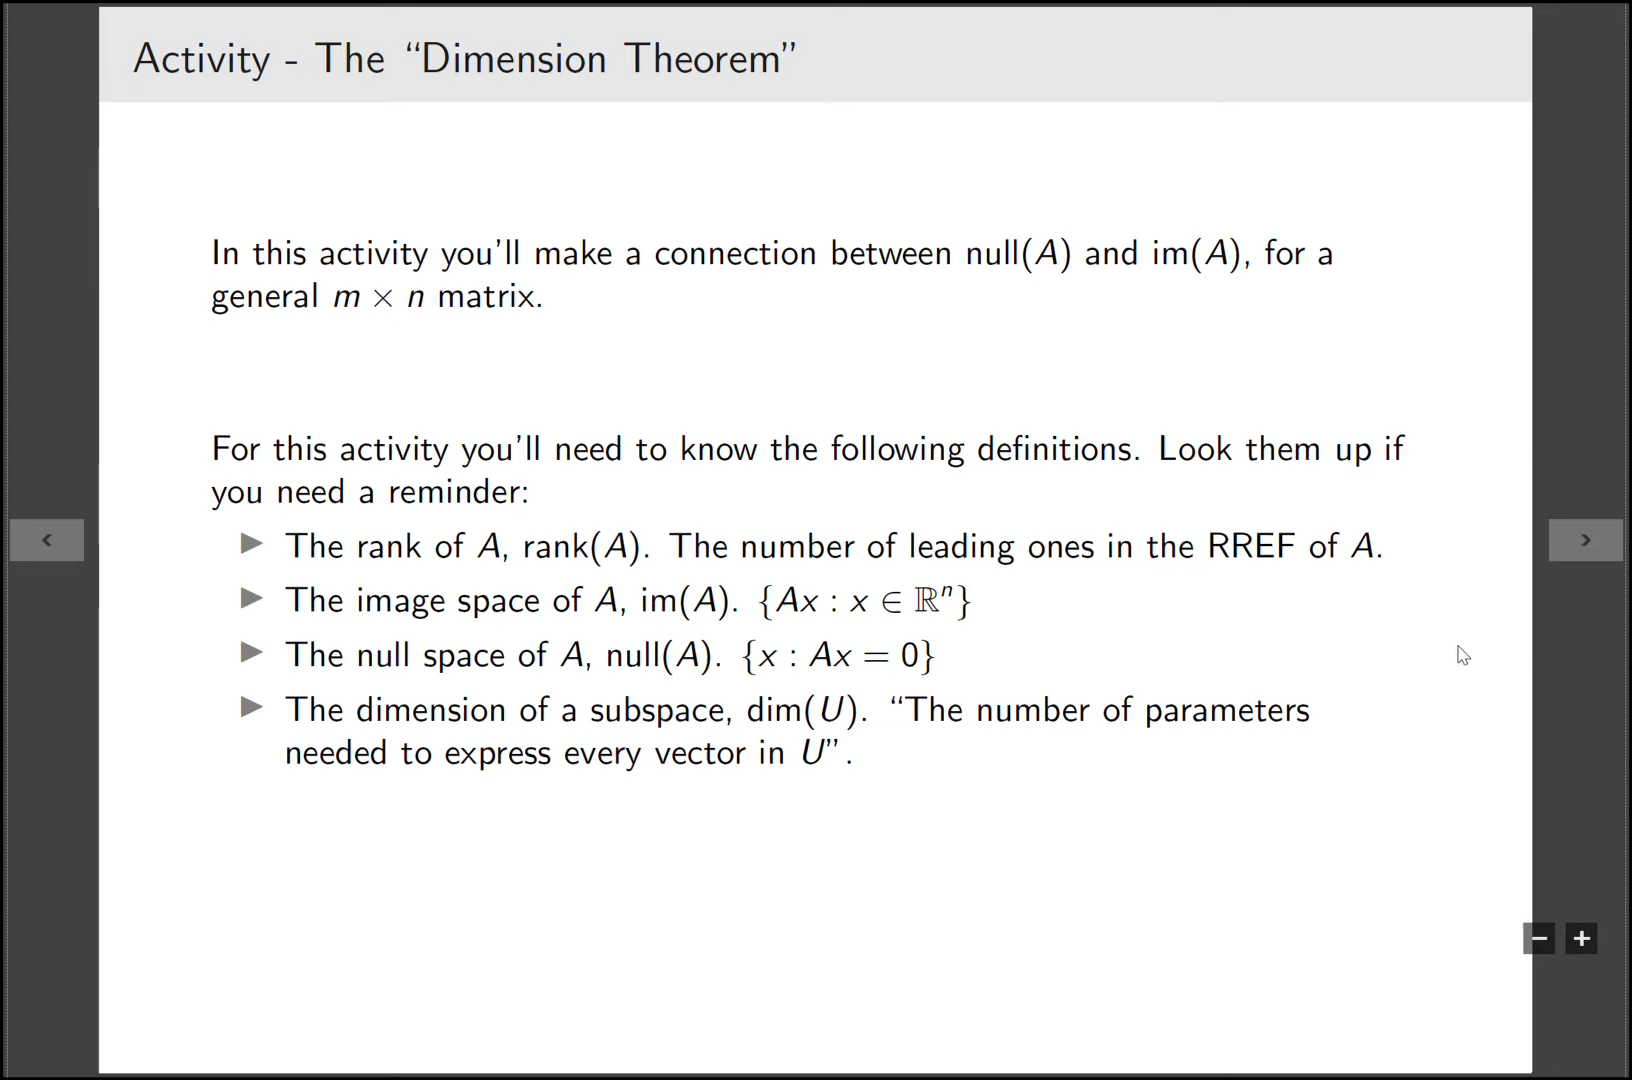 Activity - The “Dimension Theorem”
In this activity you’ll make a connection between null(A) and im(A), for a
general m × n matrix.
For this activity you’ll need to know the following definitions. Look them up if
you need a reminder:
▶ The rank of A, rank(A). The number of leading ones in the RREF of A.
▶ The image space of A, im(A). {Ax : x ∈ ℝⁿ}
▶ The null space of A, null(A). {x : Ax = 0}
▶ The dimension of a subspace, dim(U). “The number of parameters
needed to express every vector in U”.